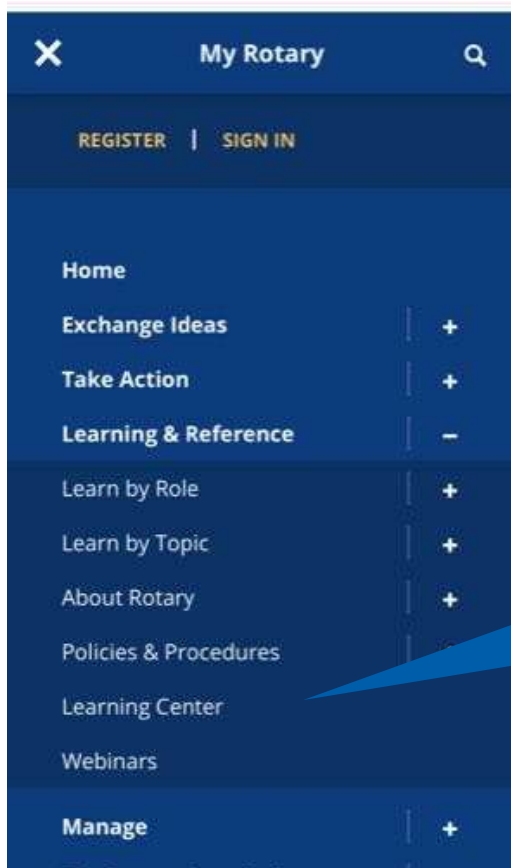 My Rotary
REGISTER | SIGN IN
Home
Exchange Ideas +
Take Action +
Learning & Reference −
Learn by Role +
Learn by Topic +
About Rotary +
Policies & Procedures
Learning Center
Webinars
Manage +